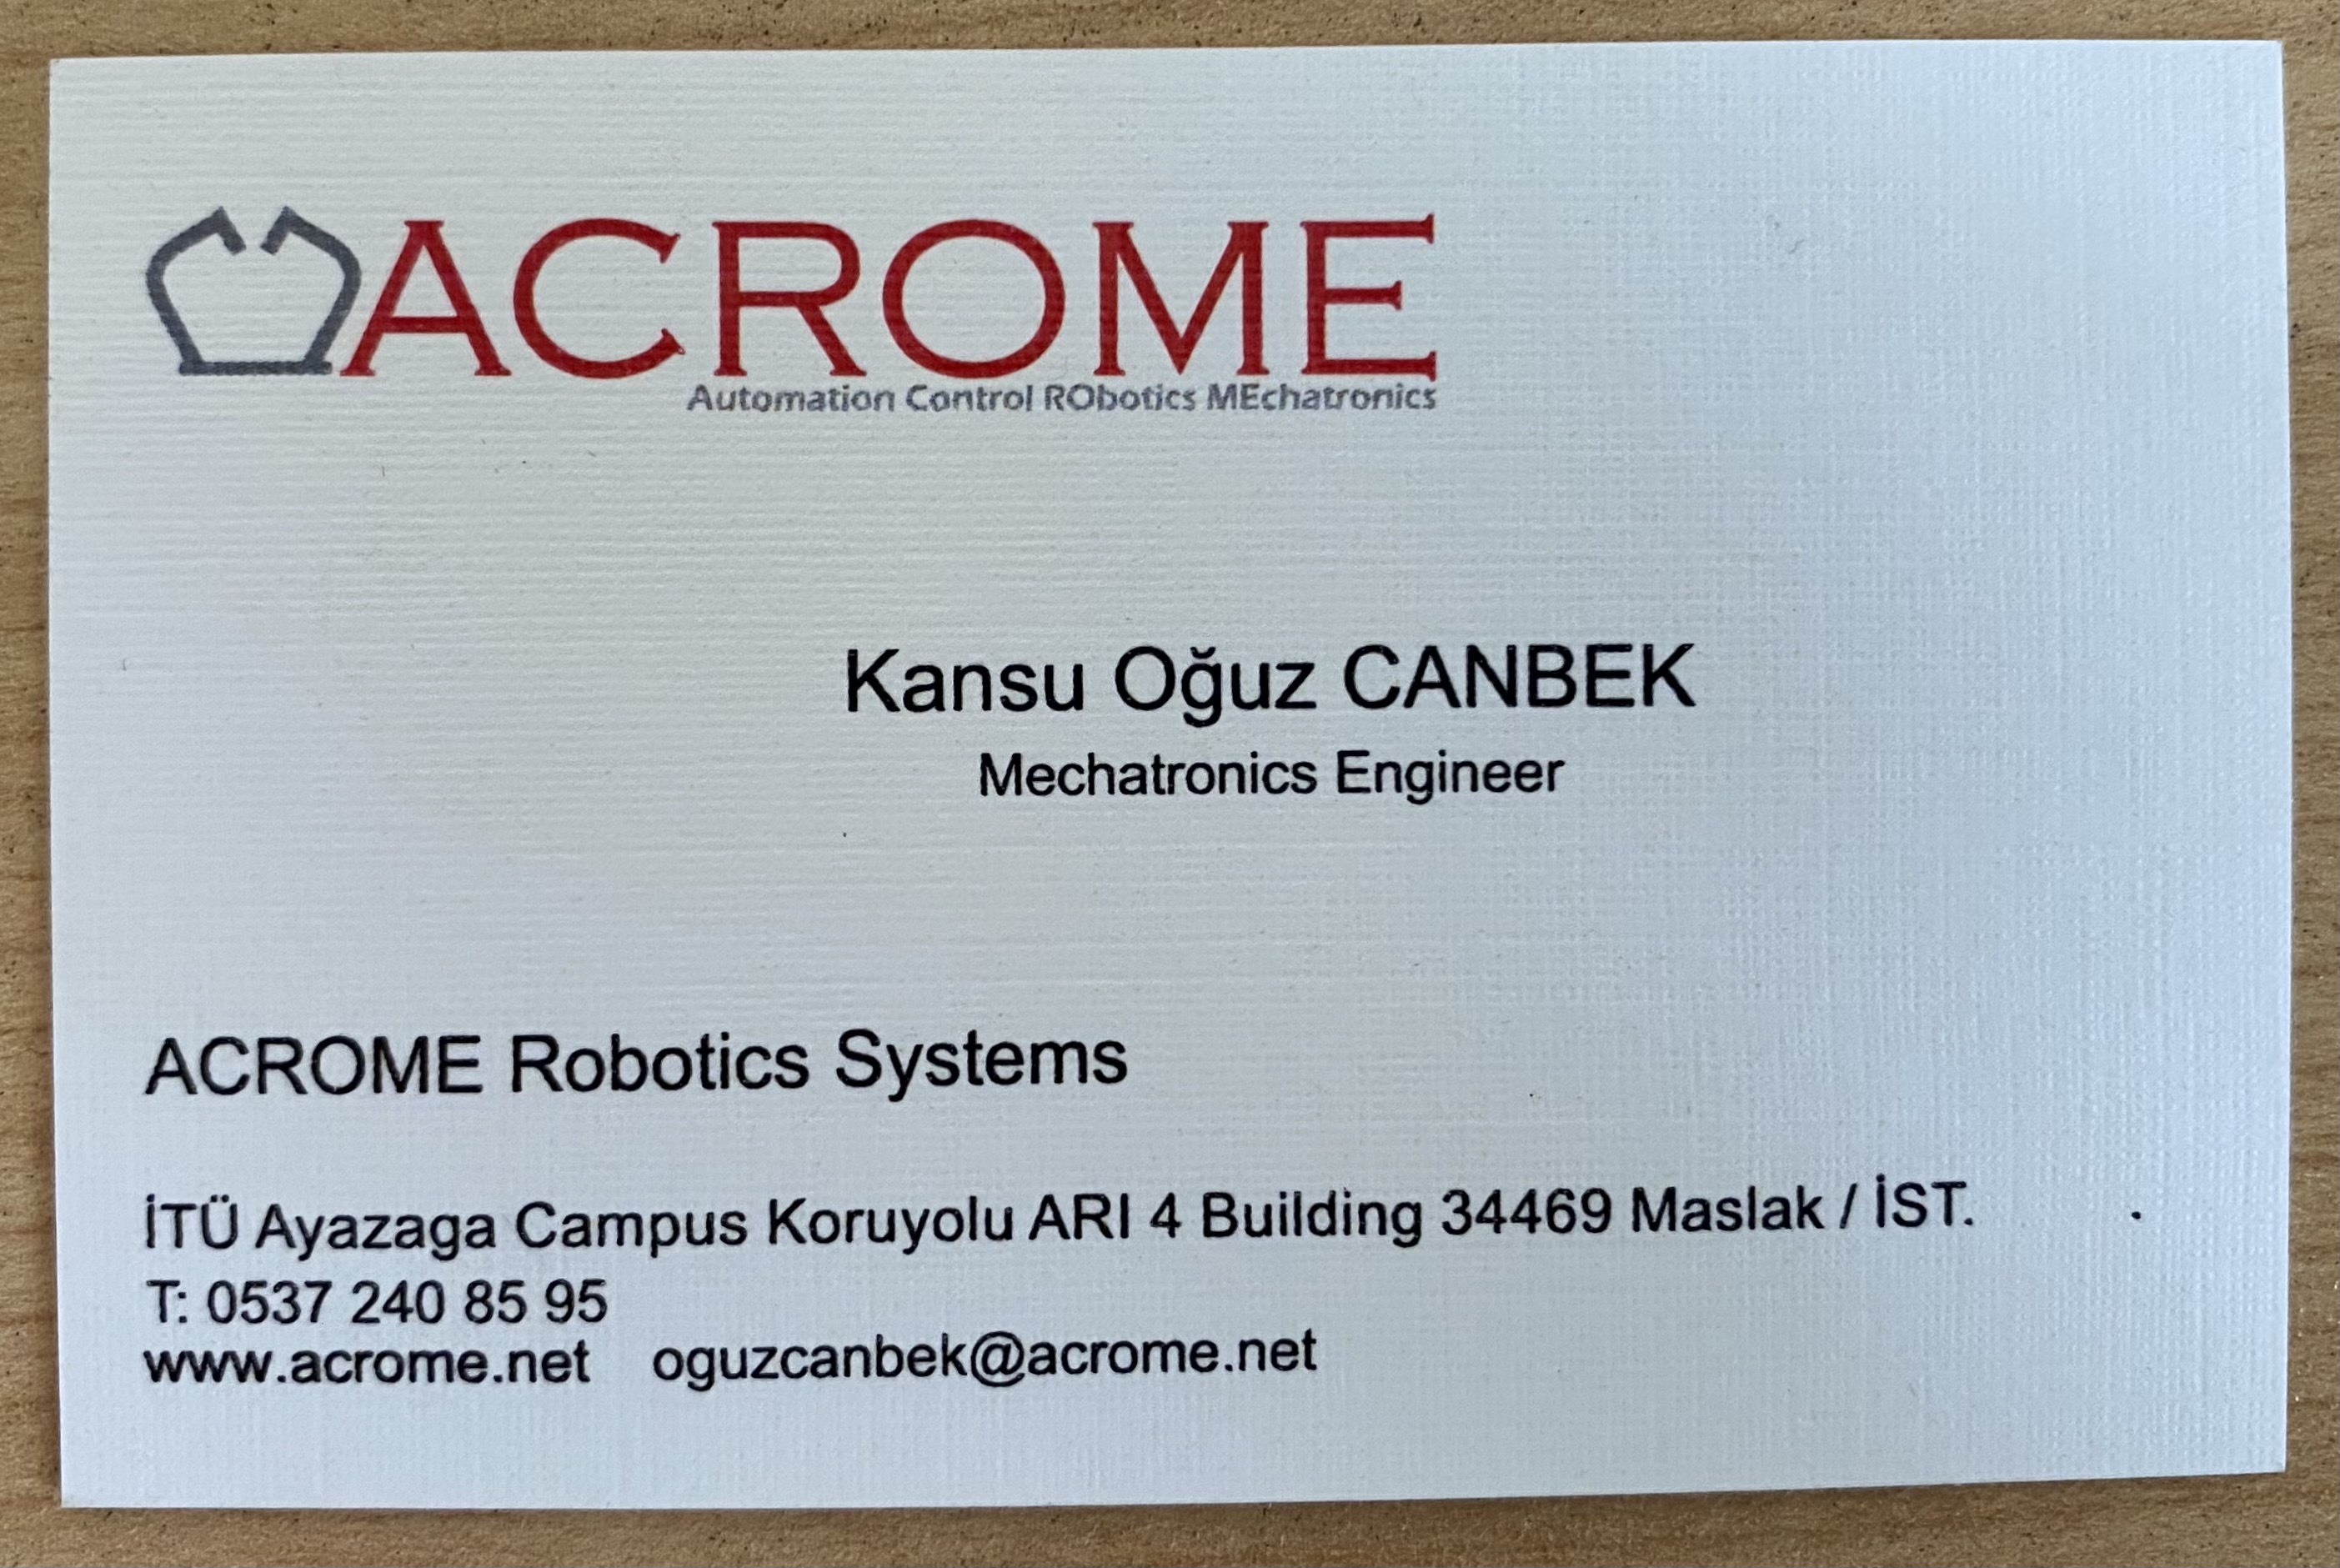 ACROME
Automation Control RObotics MEchatronics
Kansu Oğuz CANBEK
Mechatronics Engineer
ACROME Robotics Systems
İTÜ Ayazaga Campus Koruyolu ARI 4 Building 34469 Maslak / İST.
T: 0537 240 85 95
www.acrome.net oguzcanbek@acrome.net